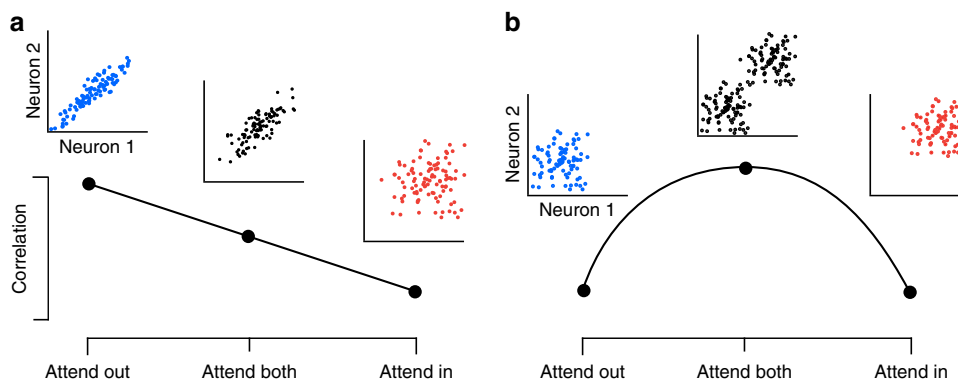 a
Neuron 2
Neuron 1
Correlation
Attend out
Attend both
Attend in
b
Neuron 2
Neuron 1
Attend out
Attend both
Attend in